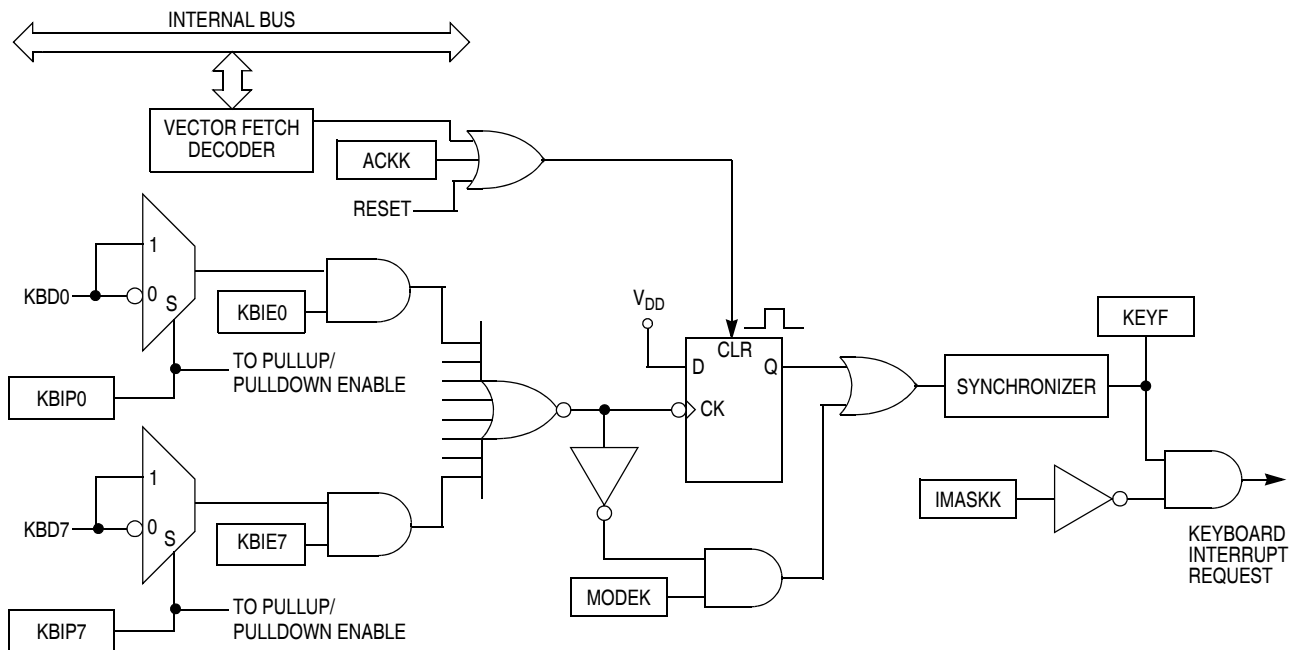 INTERNAL BUS
VECTOR FETCH
DECODER
ACKK
RESET
1
KBD0
0
S
KBIE0
TO PULLUP/
PULLDOWN ENABLE
KBIP0
VDD
CLR
D
Q
CK
KEYF
SYNCHRONIZER
1
KBD7
0
S
KBIE7
TO PULLUP/
PULLDOWN ENABLE
KBIP7
MODEK
IMASKK
KEYBOARD
INTERRUPT
REQUEST